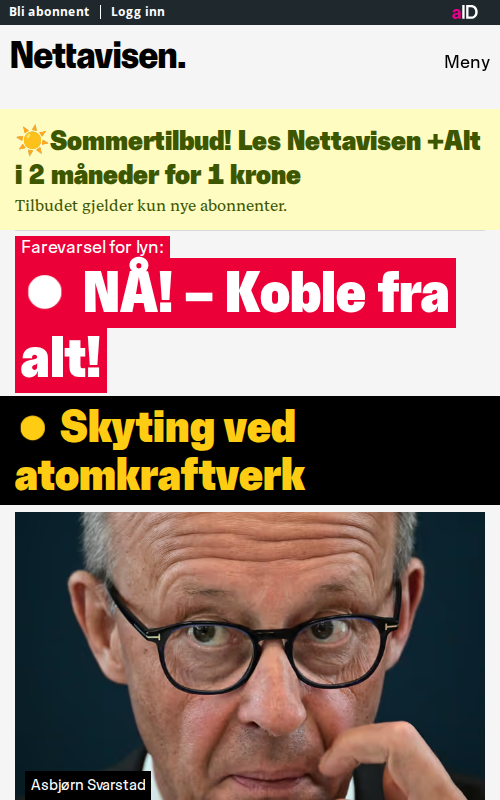 Bli abonnent | Logg inn
aID
Nettavisen.
Meny
☀️Sommertilbud! Les Nettavisen +Alt
i 2 måneder for 1 krone
Tilbudet gjelder kun nye abonnenter.
Farevarsel for lyn:
● NÅ! – Koble fra
alt!
● Skyting ved
atomkraftverk
Asbjørn Svarstad